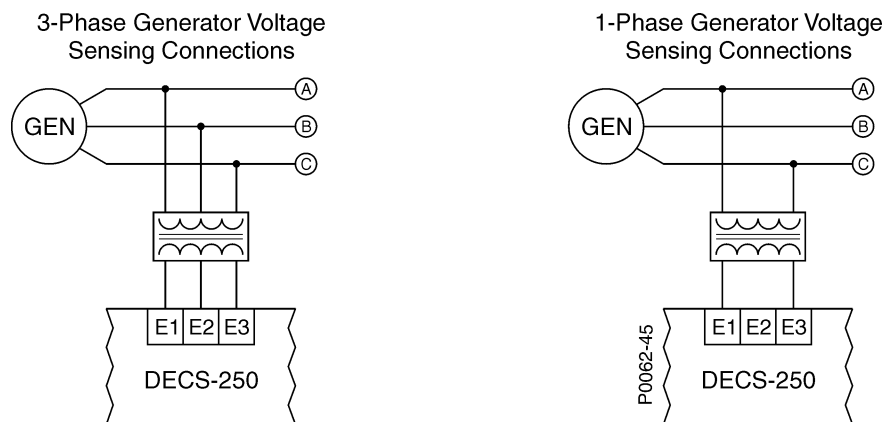 3-Phase Generator Voltage
Sensing Connections
GEN
A
B
C
E1 E2 E3
DECS-250
1-Phase Generator Voltage
Sensing Connections
GEN
A
B
C
E1 E2 E3
DECS-250
P0062-45